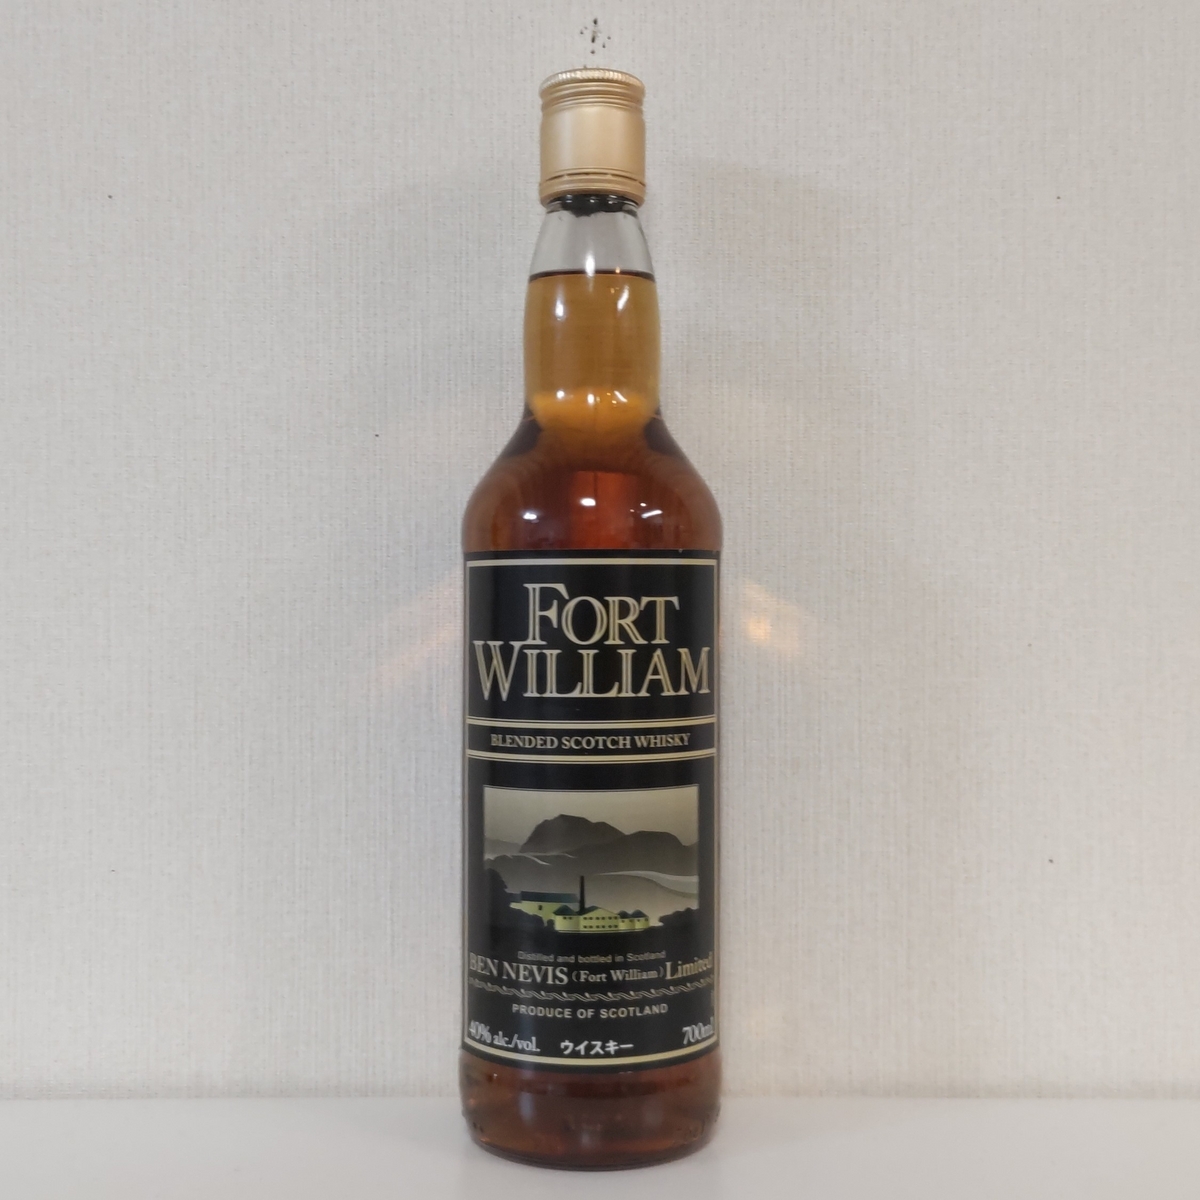 FORT
WILLIAM
BLENDED SCOTCH WHISKY
Distilled and bottled in Scotland
BEN NEVIS (Fort William) Limited
PRODUCE OF SCOTLAND
40% alc./vol. ウイスキー 700ml